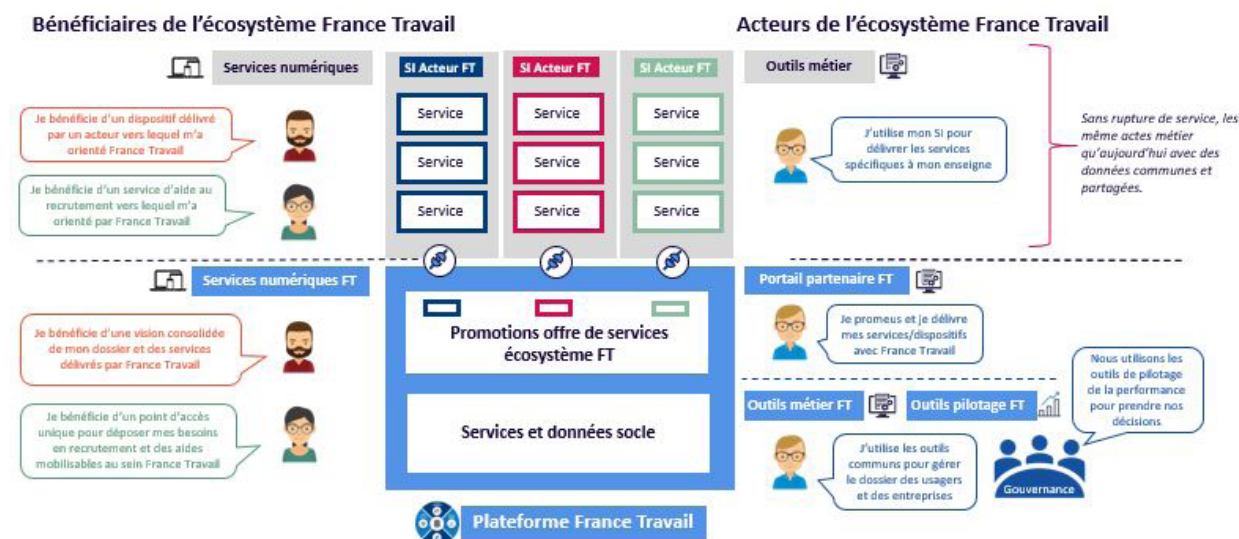 Bénéficiaires de l'écosystème France Travail
Acteurs de l'écosystème France Travail
Services numériques
SI Acteur FT
SI Acteur FT
SI Acteur FT
Outils métier
Je bénéficie d'un dispositif délivré
par un acteur vers lequel m'a
orienté France Travail
Je bénéficie d'un service d'aide au
recrutement vers lequel m'a
orienté par France Travail
Service
Service
Service
Service
Service
Service
Service
Service
Service
J'utilise mon SI pour
délivrer les services
spécifiques à mon enseigne
Sans rupture de service, les
même actes métier
qu'aujourd'hui avec des
données communes et
partagées.
Services numériques FT
Je bénéficie d'une vision consolidée
de mon dossier et des services
délivrés par France Travail
Je bénéficie d'un point d'accès
unique pour déposer mes besoins
en recrutement et des aides
mobilisables au sein France Travail
Promotions offre de services
écosystème FT
Services et données socle
Plateforme France Travail
Portail partenaire FT
Je promeus et je délivre
mes services/dispositifs
avec France Travail
Outils métier FT
Outils pilotage FT
Nous utilisons les
outils de pilotage
de la performance
pour prendre nos
décisions
J'utilise les outils
communs pour gérer
le dossier des usagers
et des entreprises
Gouvernance